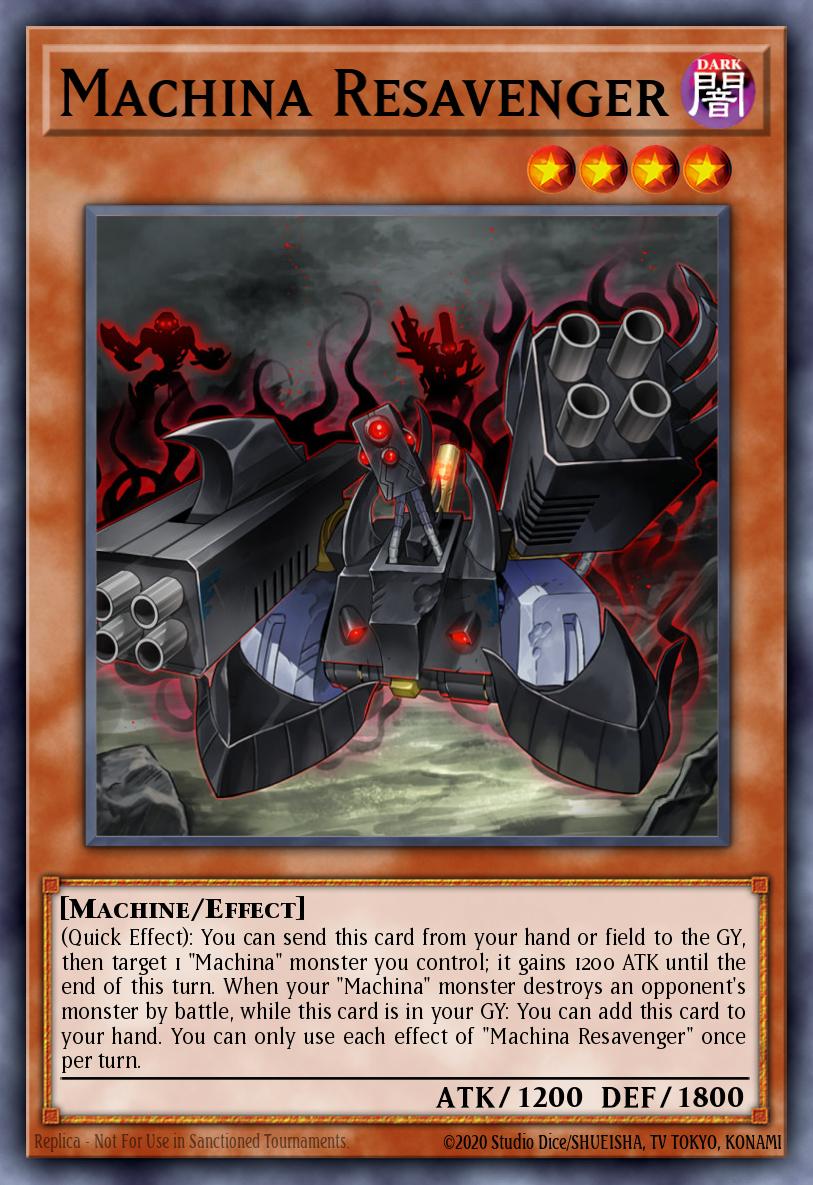 Machina Resavenger
DARK
闇
[Machine/Effect]
(Quick Effect): You can send this card from your hand or field to the GY,
then target 1 "Machina" monster you control; it gains 1200 ATK until the
end of this turn. When your "Machina" monster destroys an opponent's
monster by battle, while this card is in your GY: You can add this card to
your hand. You can only use each effect of "Machina Resavenger" once
per turn.
ATK/1200 DEF/1800
Replica - Not For Use in Sanctioned Tournaments.
©2020 Studio Dice/SHUEISHA, TV TOKYO, KONAMI